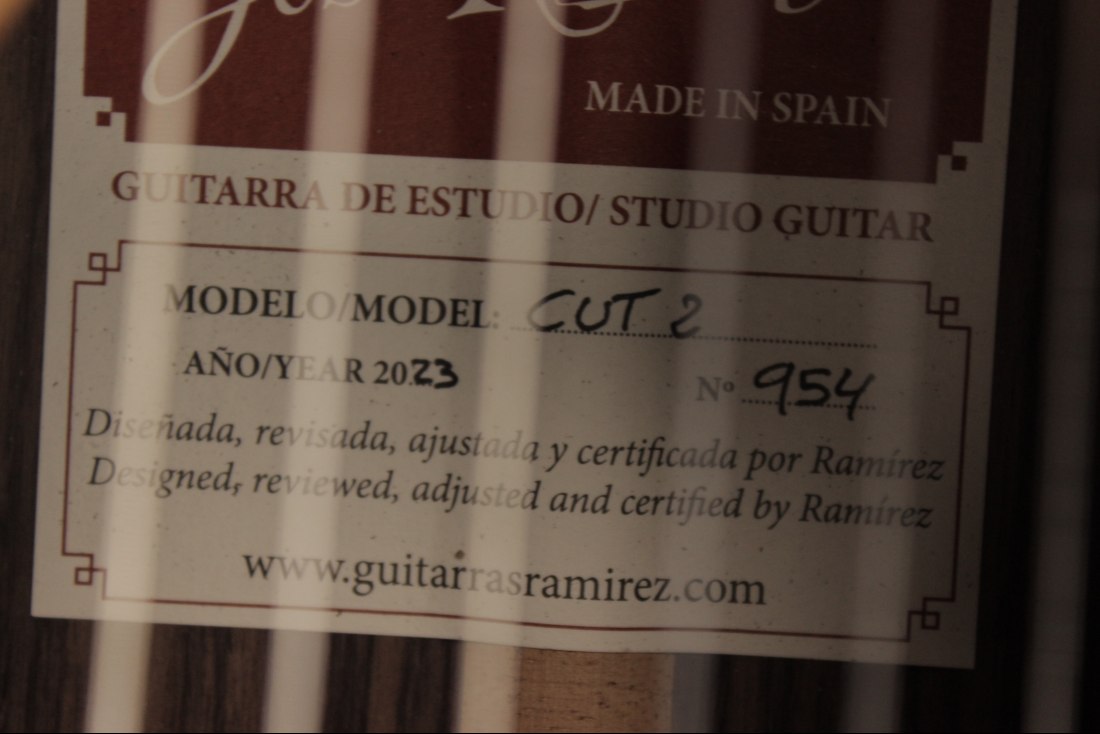 MADE IN SPAIN
GUITARRA DE ESTUDIO/ STUDIO GUITAR
MODELO/MODEL: CUT 2
AÑO/YEAR 2023 Nº 954
Diseñada, revisada, ajustada y certificada por Ramírez
Designed, reviewed, adjusted and certified by Ramírez
www.guitarrasramirez.com